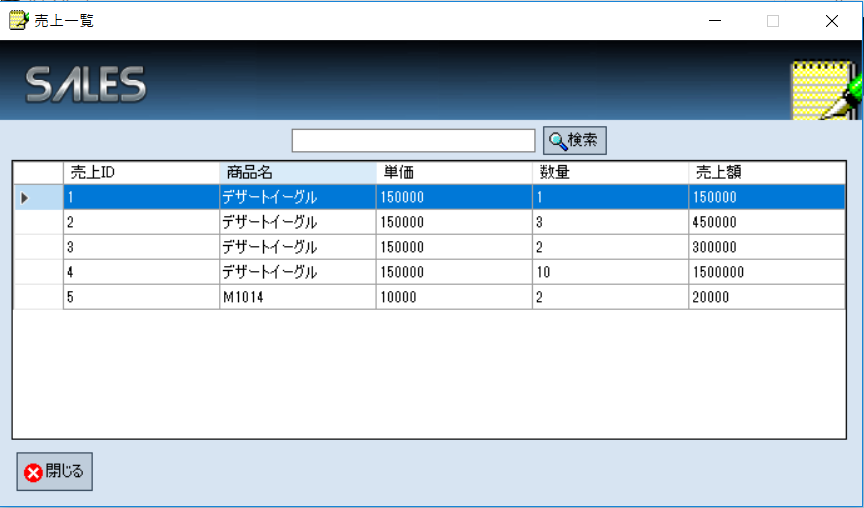 売上一覧
SALES
検索
売上ID 商品名 単価 数量 売上額
1 デザートイーグル 150000 1 150000
2 デザートイーグル 150000 3 450000
3 デザートイーグル 150000 2 300000
4 デザートイーグル 150000 10 1500000
5 M1014 10000 2 20000
閉じる